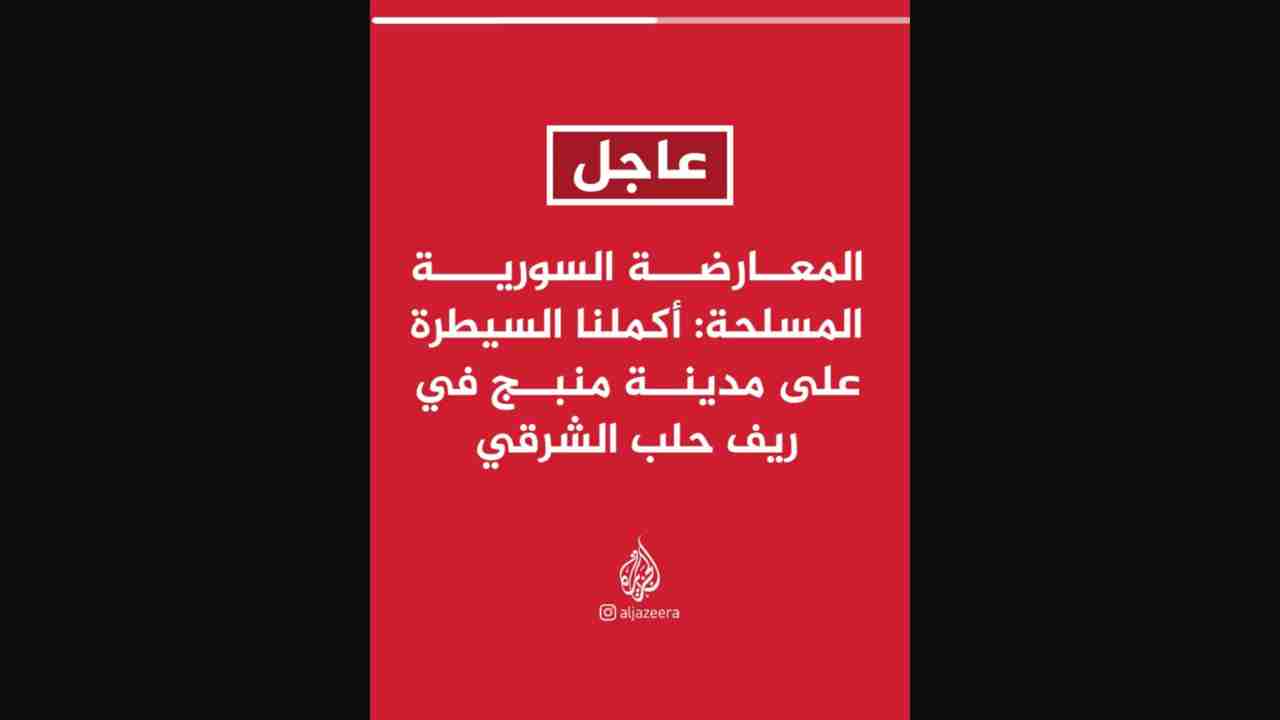 عاجل
المعارضة السورية
المسلحة: أكملنا السيطرة
على مدينة منبج في
ريف حلب الشرقي
الجزيرة
aljazeera